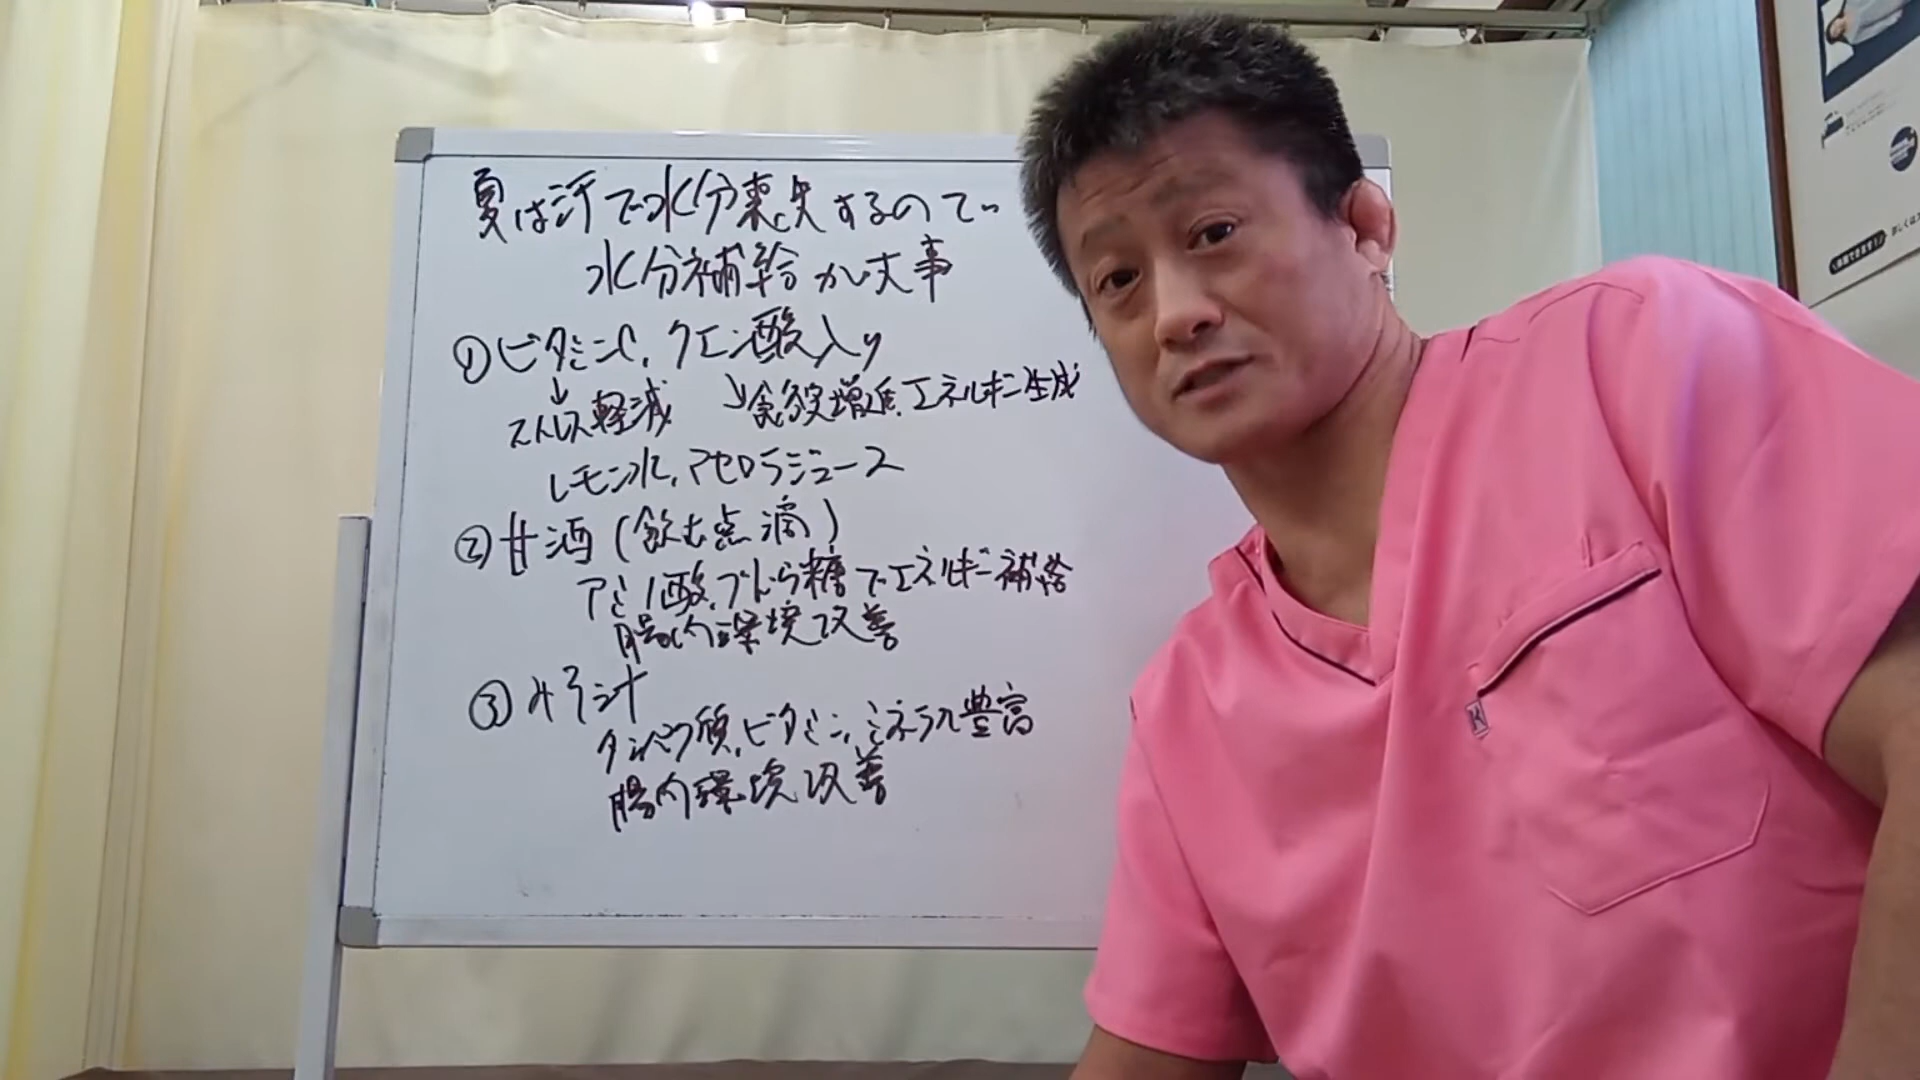 夏は汗で水分喪失するので
水分補給が大事
①ビタミンC、クエン酸入り
↓
ストレス軽減 ↘食欲増進、エネルギー生成
レモン水、アセロラジュース
②甘酒(飲む点滴)
アミノ酸、ブドウ糖でエネルギー補給
腸内環境改善
③みそ汁
タンパク質、ビタミン、ミネラル豊富
腸内環境改善